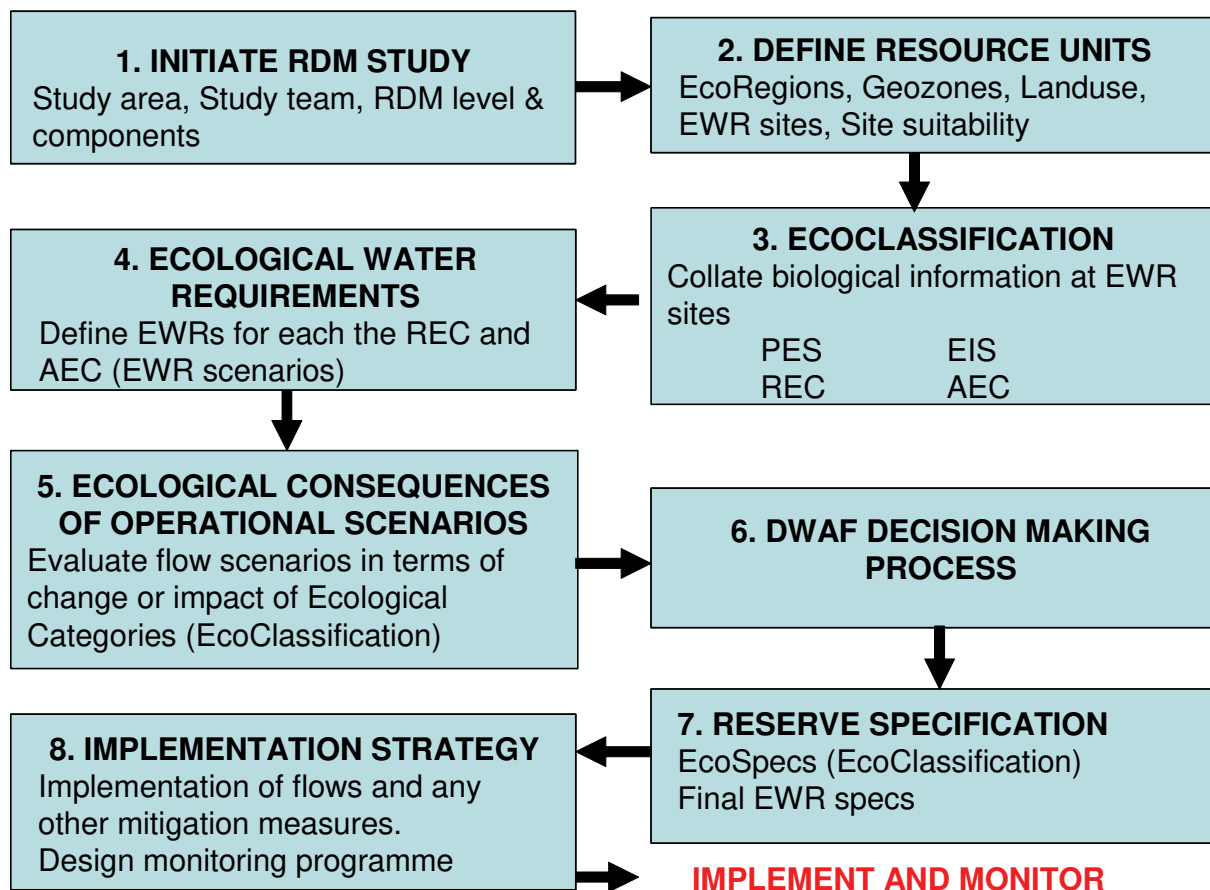 1. INITIATE RDM STUDY
Study area, Study team, RDM level &
components
2. DEFINE RESOURCE UNITS
EcoRegions, Geozones, Landuse,
EWR sites, Site suitability
3. ECOCLASSIFICATION
Collate biological information at EWR
sites
PES EIS
REC AEC
4. ECOLOGICAL WATER
REQUIREMENTS
Define EWRs for each the REC and
AEC (EWR scenarios)
5. ECOLOGICAL CONSEQUENCES
OF OPERATIONAL SCENARIOS
Evaluate flow scenarios in terms of
change or impact of Ecological
Categories (EcoClassification)
6. DWAF DECISION MAKING
PROCESS
7. RESERVE SPECIFICATION
EcoSpecs (EcoClassification)
Final EWR specs
8. IMPLEMENTATION STRATEGY
Implementation of flows and any
other mitigation measures.
Design monitoring programme
IMPLEMENT AND MONITOR